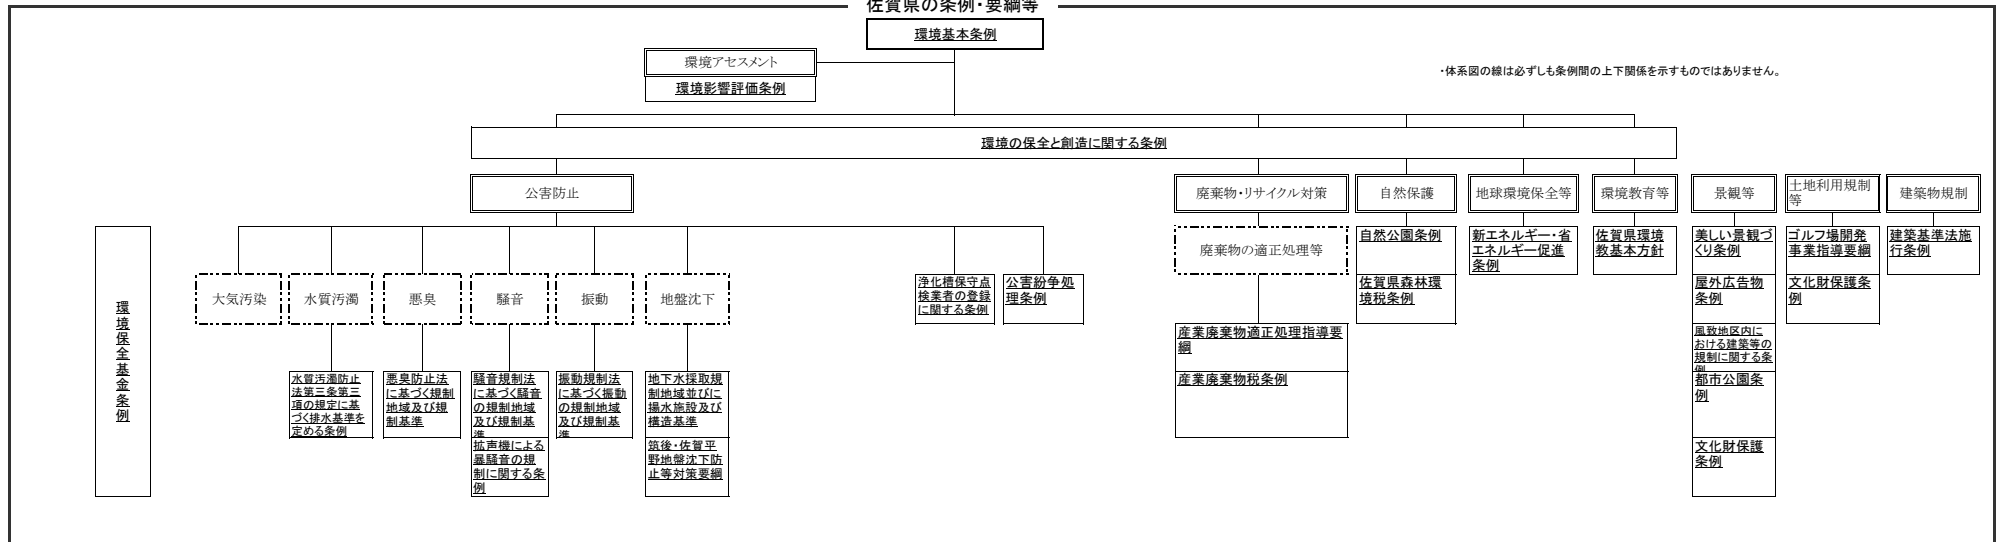 佐賀県の条例・要綱等
環境基本条例
環境アセスメント
環境影響評価条例
・体系図の線は必ずしも条例間の上下関係を示すものではありません。
環境の保全と創造に関する条例
公害防止
廃棄物・リサイクル対策
自然保護
地球環境保全等
環境教育等
景観等
土地利用規制
等
建築物規制
環境保全基金条例
大気汚染
水質汚濁
悪臭
騒音
振動
地盤沈下
浄化槽保守点
検業者の登録
に関する条例
公害紛争処
理条例
廃棄物の適正処理等
自然公園条例
佐賀県森林環
境税条例
新エネルギー・省
エネルギー促進
条例
佐賀県環境
教基本方針
美しい景観づ
くり条例
屋外広告物
条例
風致地区内に
おける建築等の
規制に関する条
例
都市公園条
例
文化財保護
条例
ゴルフ場開発
事業指導要綱
文化財保護条
例
建築基準法施
行条例
産業廃棄物適正処理指導要
綱
産業廃棄物税条例
水質汚濁防止
法第三条第三
項の規定に基
づく排水基準を
定める条例
悪臭防止法
に基づく規制
地域及び規
制基準
騒音規制法
に基づく騒音
の規制地域
及び規制基
準
拡声機による
暴騒音の規
制に関する条
例
振動規制法
に基づく振動
の規制地域
及び規制基
準
地下水採取規
制地域並びに
揚水施設及び
構造基準
筑後・佐賀平
野地盤沈下防
止等対策要綱